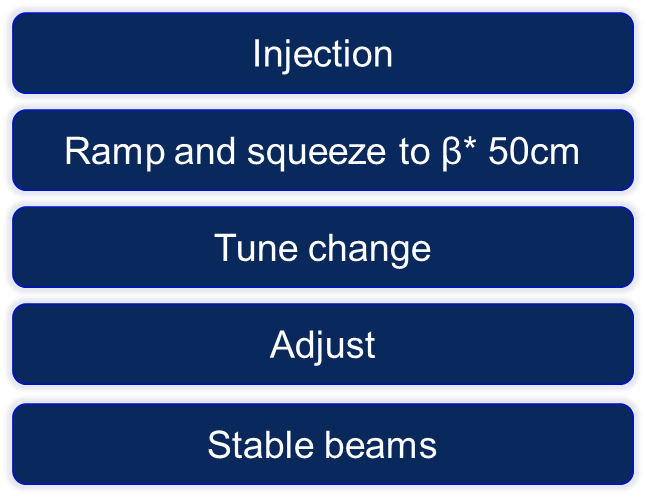 Injection
Ramp and squeeze to β* 50cm
Tune change
Adjust
Stable beams